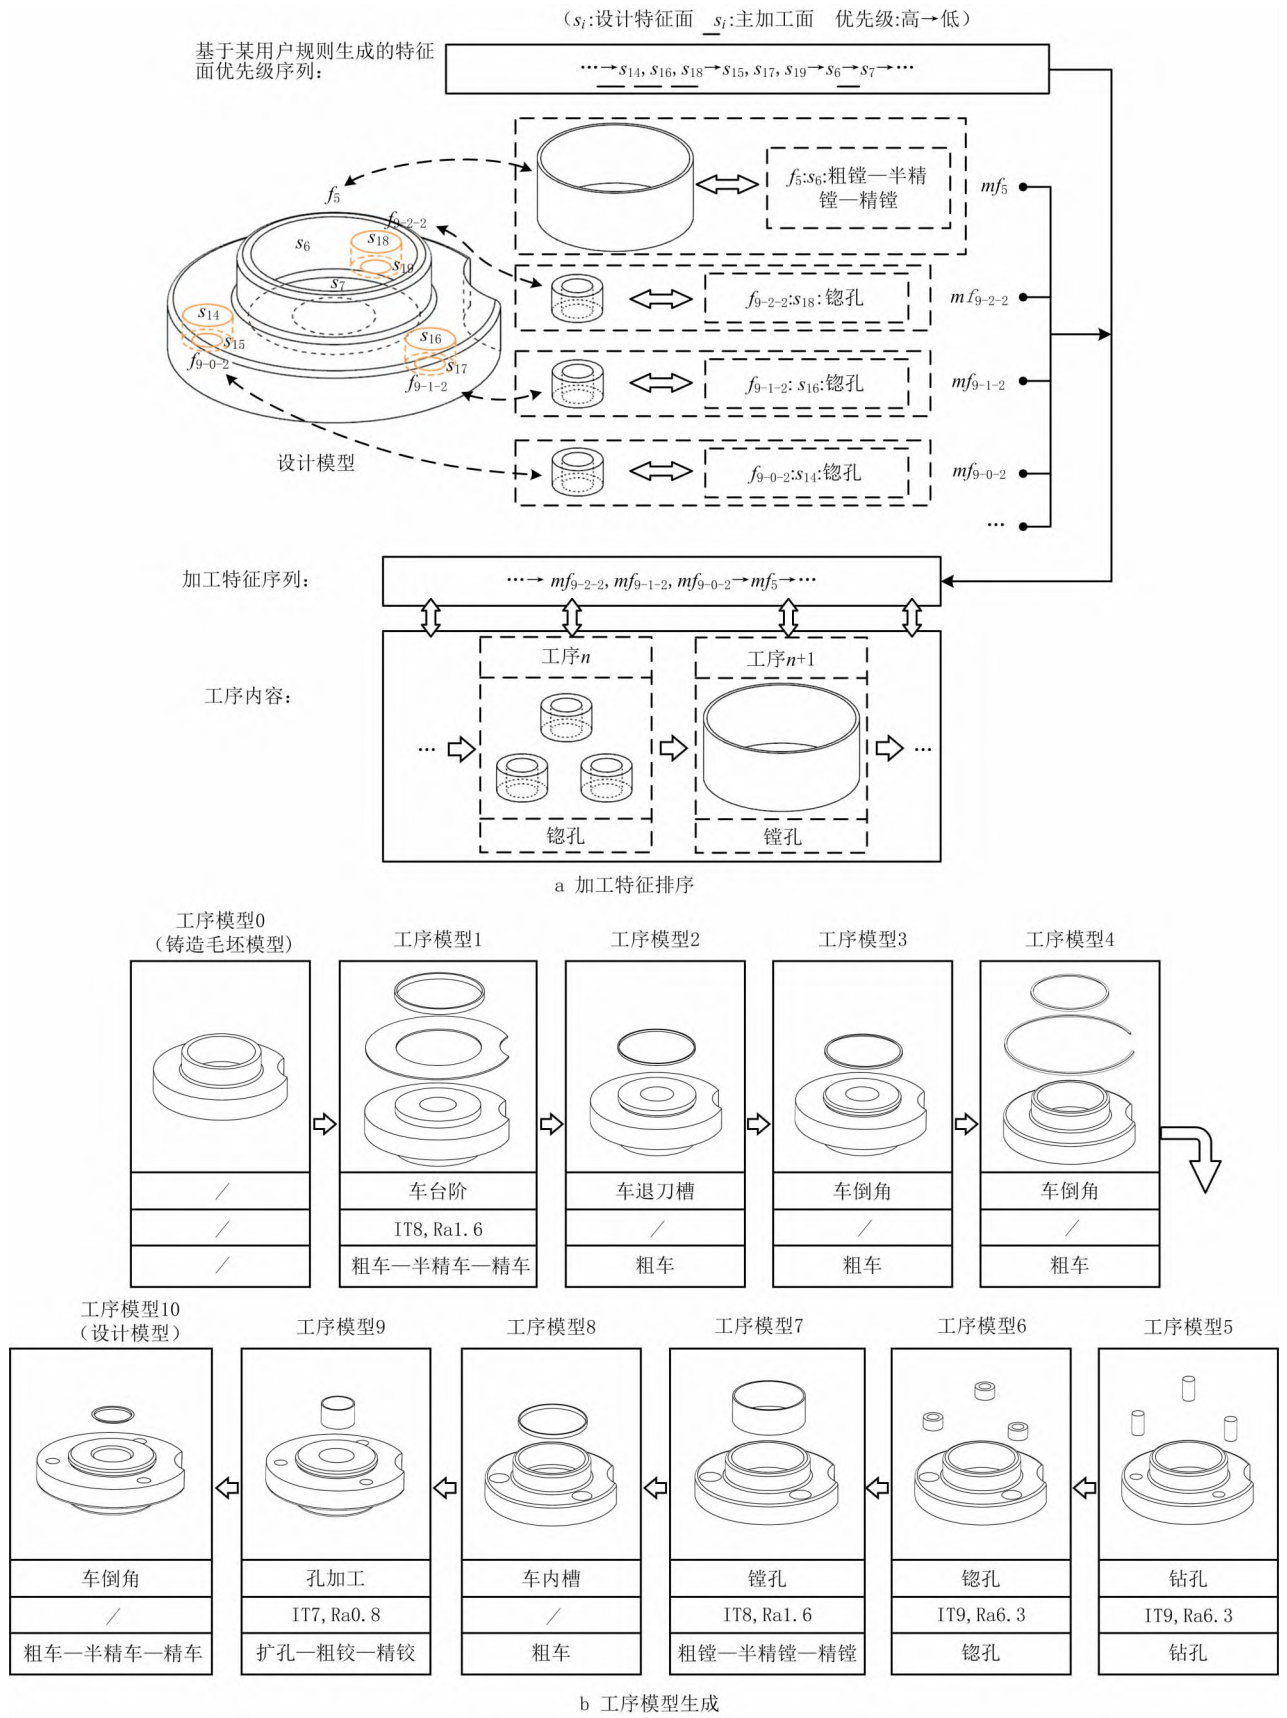 （si:设计特征面 si:主加工面 优先级:高→低）
基于某用户规则生成的特征
面优先级序列：
···→s14, s16, s18→s15, s17, s19→s6→s7→···
f5:s6:粗镗—半精
镗—精镗
mf5
f5
f9-2-2
s6
s18
s19
s7
f9-2-2:s18:锪孔
mf9-2-2
s14
s15
s16
s17
f9-0-2
f9-1-2
f9-1-2: s16:锪孔
mf9-1-2
设计模型
f9-0-2:s14:锪孔
mf9-0-2
···
加工特征序列：
···→ mf9-2-2, mf9-1-2, mf9-0-2→mf5→···
工序n
工序n+1
工序内容：
···
···
锪孔
镗孔
a 加工特征排序
工序模型0
（铸造毛坯模型）
工序模型1
工序模型2
工序模型3
工序模型4
/
车台阶
车退刀槽
车倒角
车倒角
/
IT8,Ra1.6
/
/
/
/
粗车—半精车—精车
粗车
粗车
粗车
工序模型10
（设计模型）
工序模型9
工序模型8
工序模型7
工序模型6
工序模型5
车倒角
孔加工
车内槽
镗孔
锪孔
钻孔
/
IT7,Ra0.8
/
IT8,Ra1.6
IT9,Ra6.3
IT9,Ra6.3
粗车—半精车—精车
扩孔—粗铰—精铰
粗车
粗镗—半精镗—精镗
锪孔
钻孔
b 工序模型生成